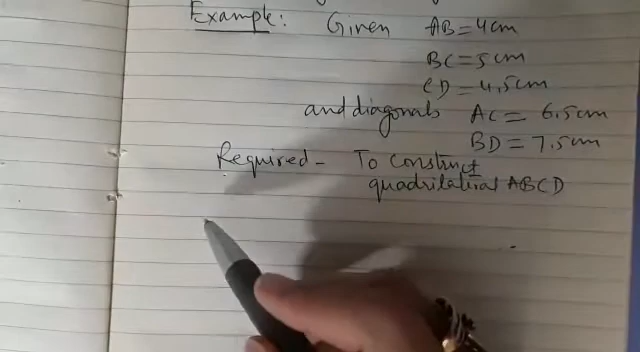 Example: Given AB=4cm
BC=5cm
CD=4.5cm
and diagonals AC= 6.5cm
BD= 7.5cm
Required- To construct
quadrilateral ABCD